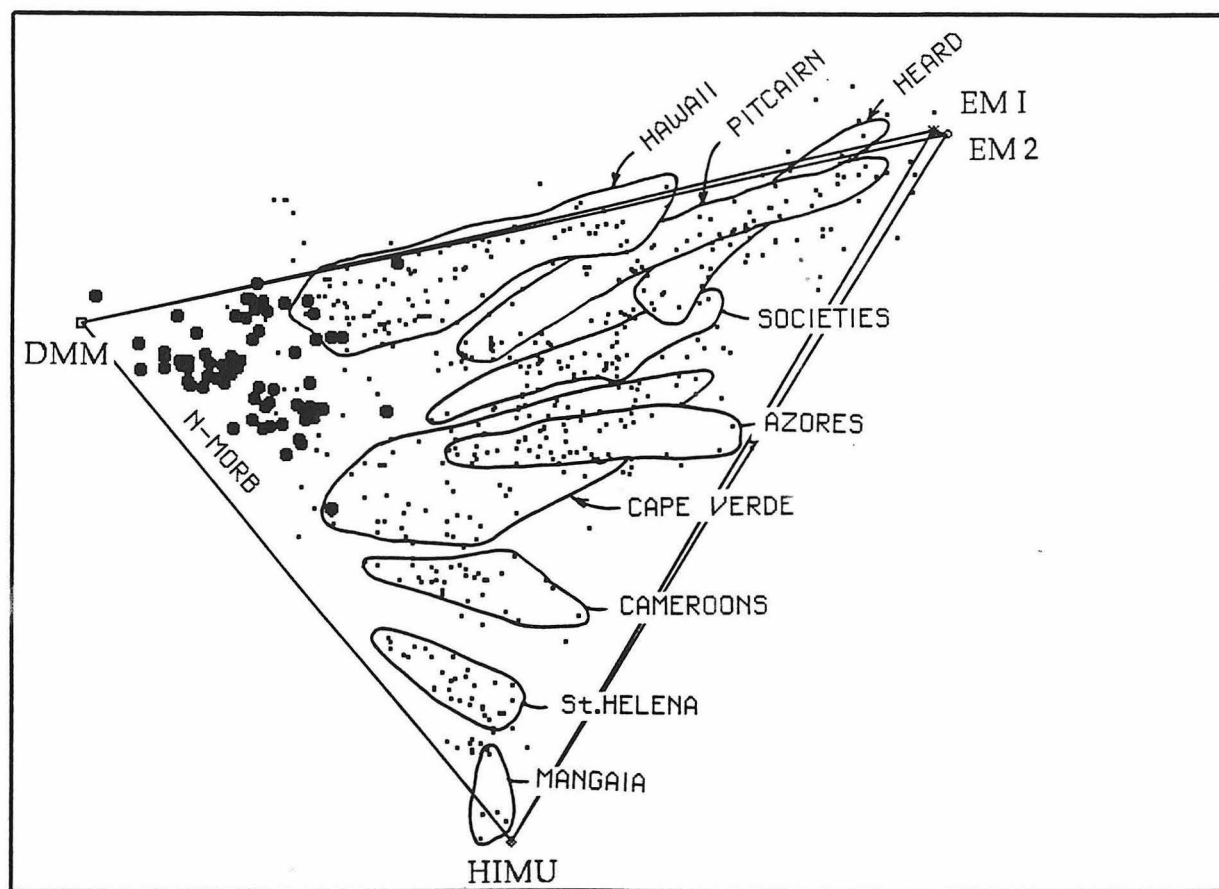 HAWAII
PITCAIRN
HEARD
EM I
EM 2
SOCIETIES
DMM
N-MORB
AZORES
CAPE VERDE
CAMEROONS
St.HELENA
MANGAIA
HIMU